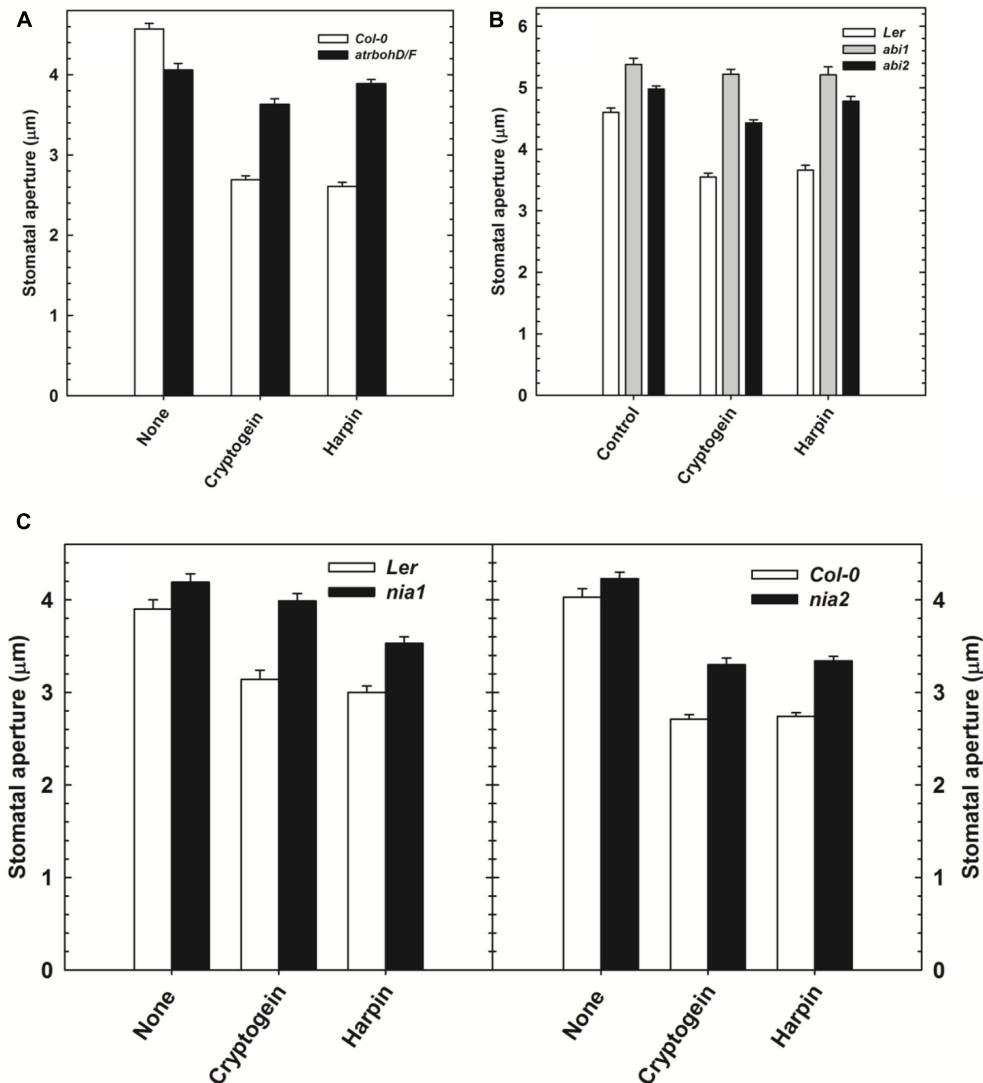 A
Stomatal aperture (μm)
4
2
0
Col-0
atrbohD/F
None
Cryptogein
Harpin
B
Stomatal aperture (μm)
6
5
4
3
2
1
0
Ler
abi1
abi2
Control
Cryptogein
Harpin
C
Stomatal aperture (μm)
4
3
2
1
0
Ler
nia1
None
Cryptogein
Harpin
Col-0
nia2
None
Cryptogein
Harpin
4
3
2
1
0
Stomatal aperture (μm)